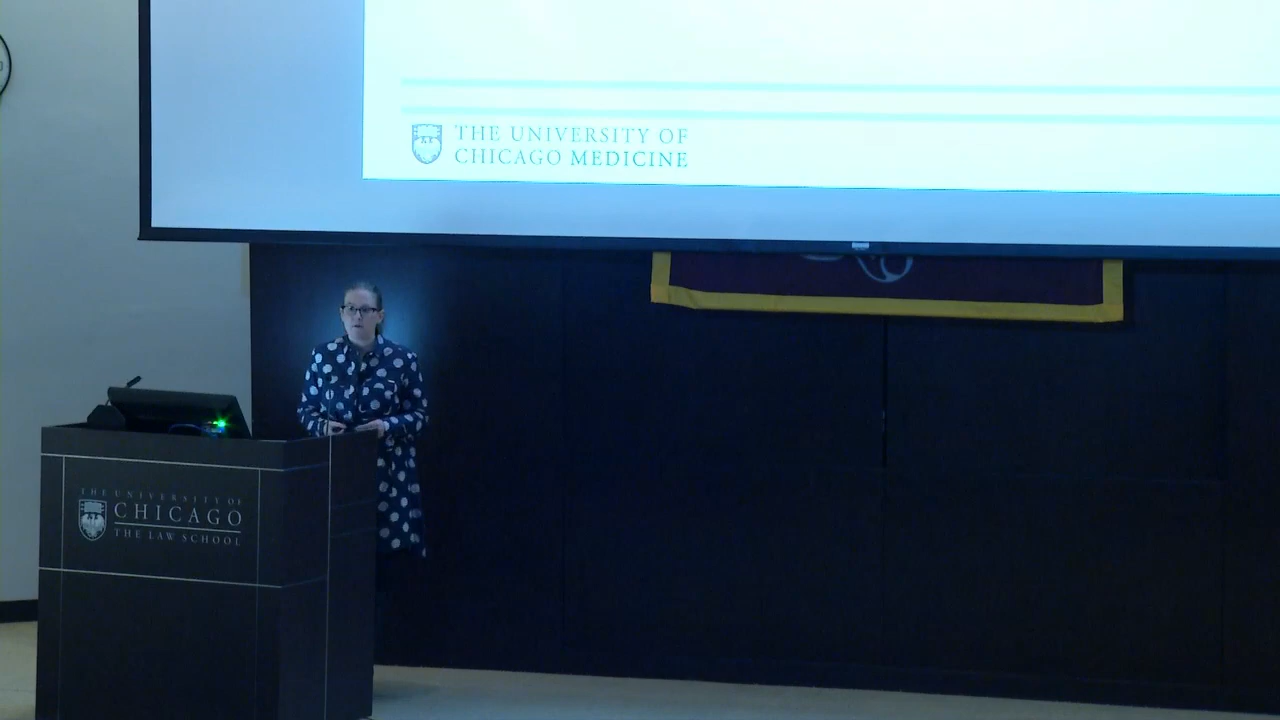 THE UNIVERSITY OF
CHICAGO MEDICINE
THE UNIVERSITY OF
CHICAGO
THE LAW SCHOOL